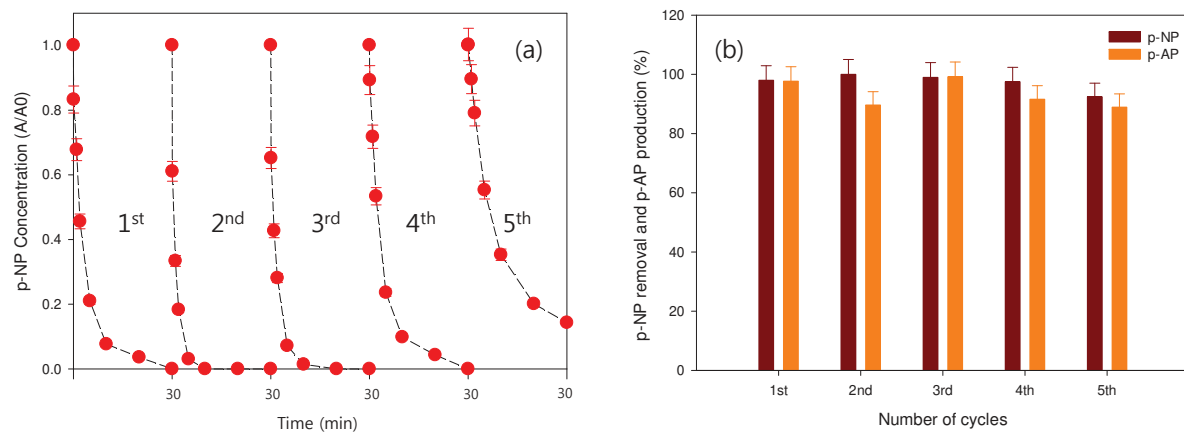 (a)
p-NP Concentration (A/A0)
1.0
0.8
0.6
0.4
0.2
0.0
1st
2nd
3rd
4th
5th
30
30
30
30
30
Time (min)
(b)
p-NP
p-AP
p-NP removal and p-AP production (%)
120
100
80
60
40
20
0
1st
2nd
3rd
4th
5th
Number of cycles